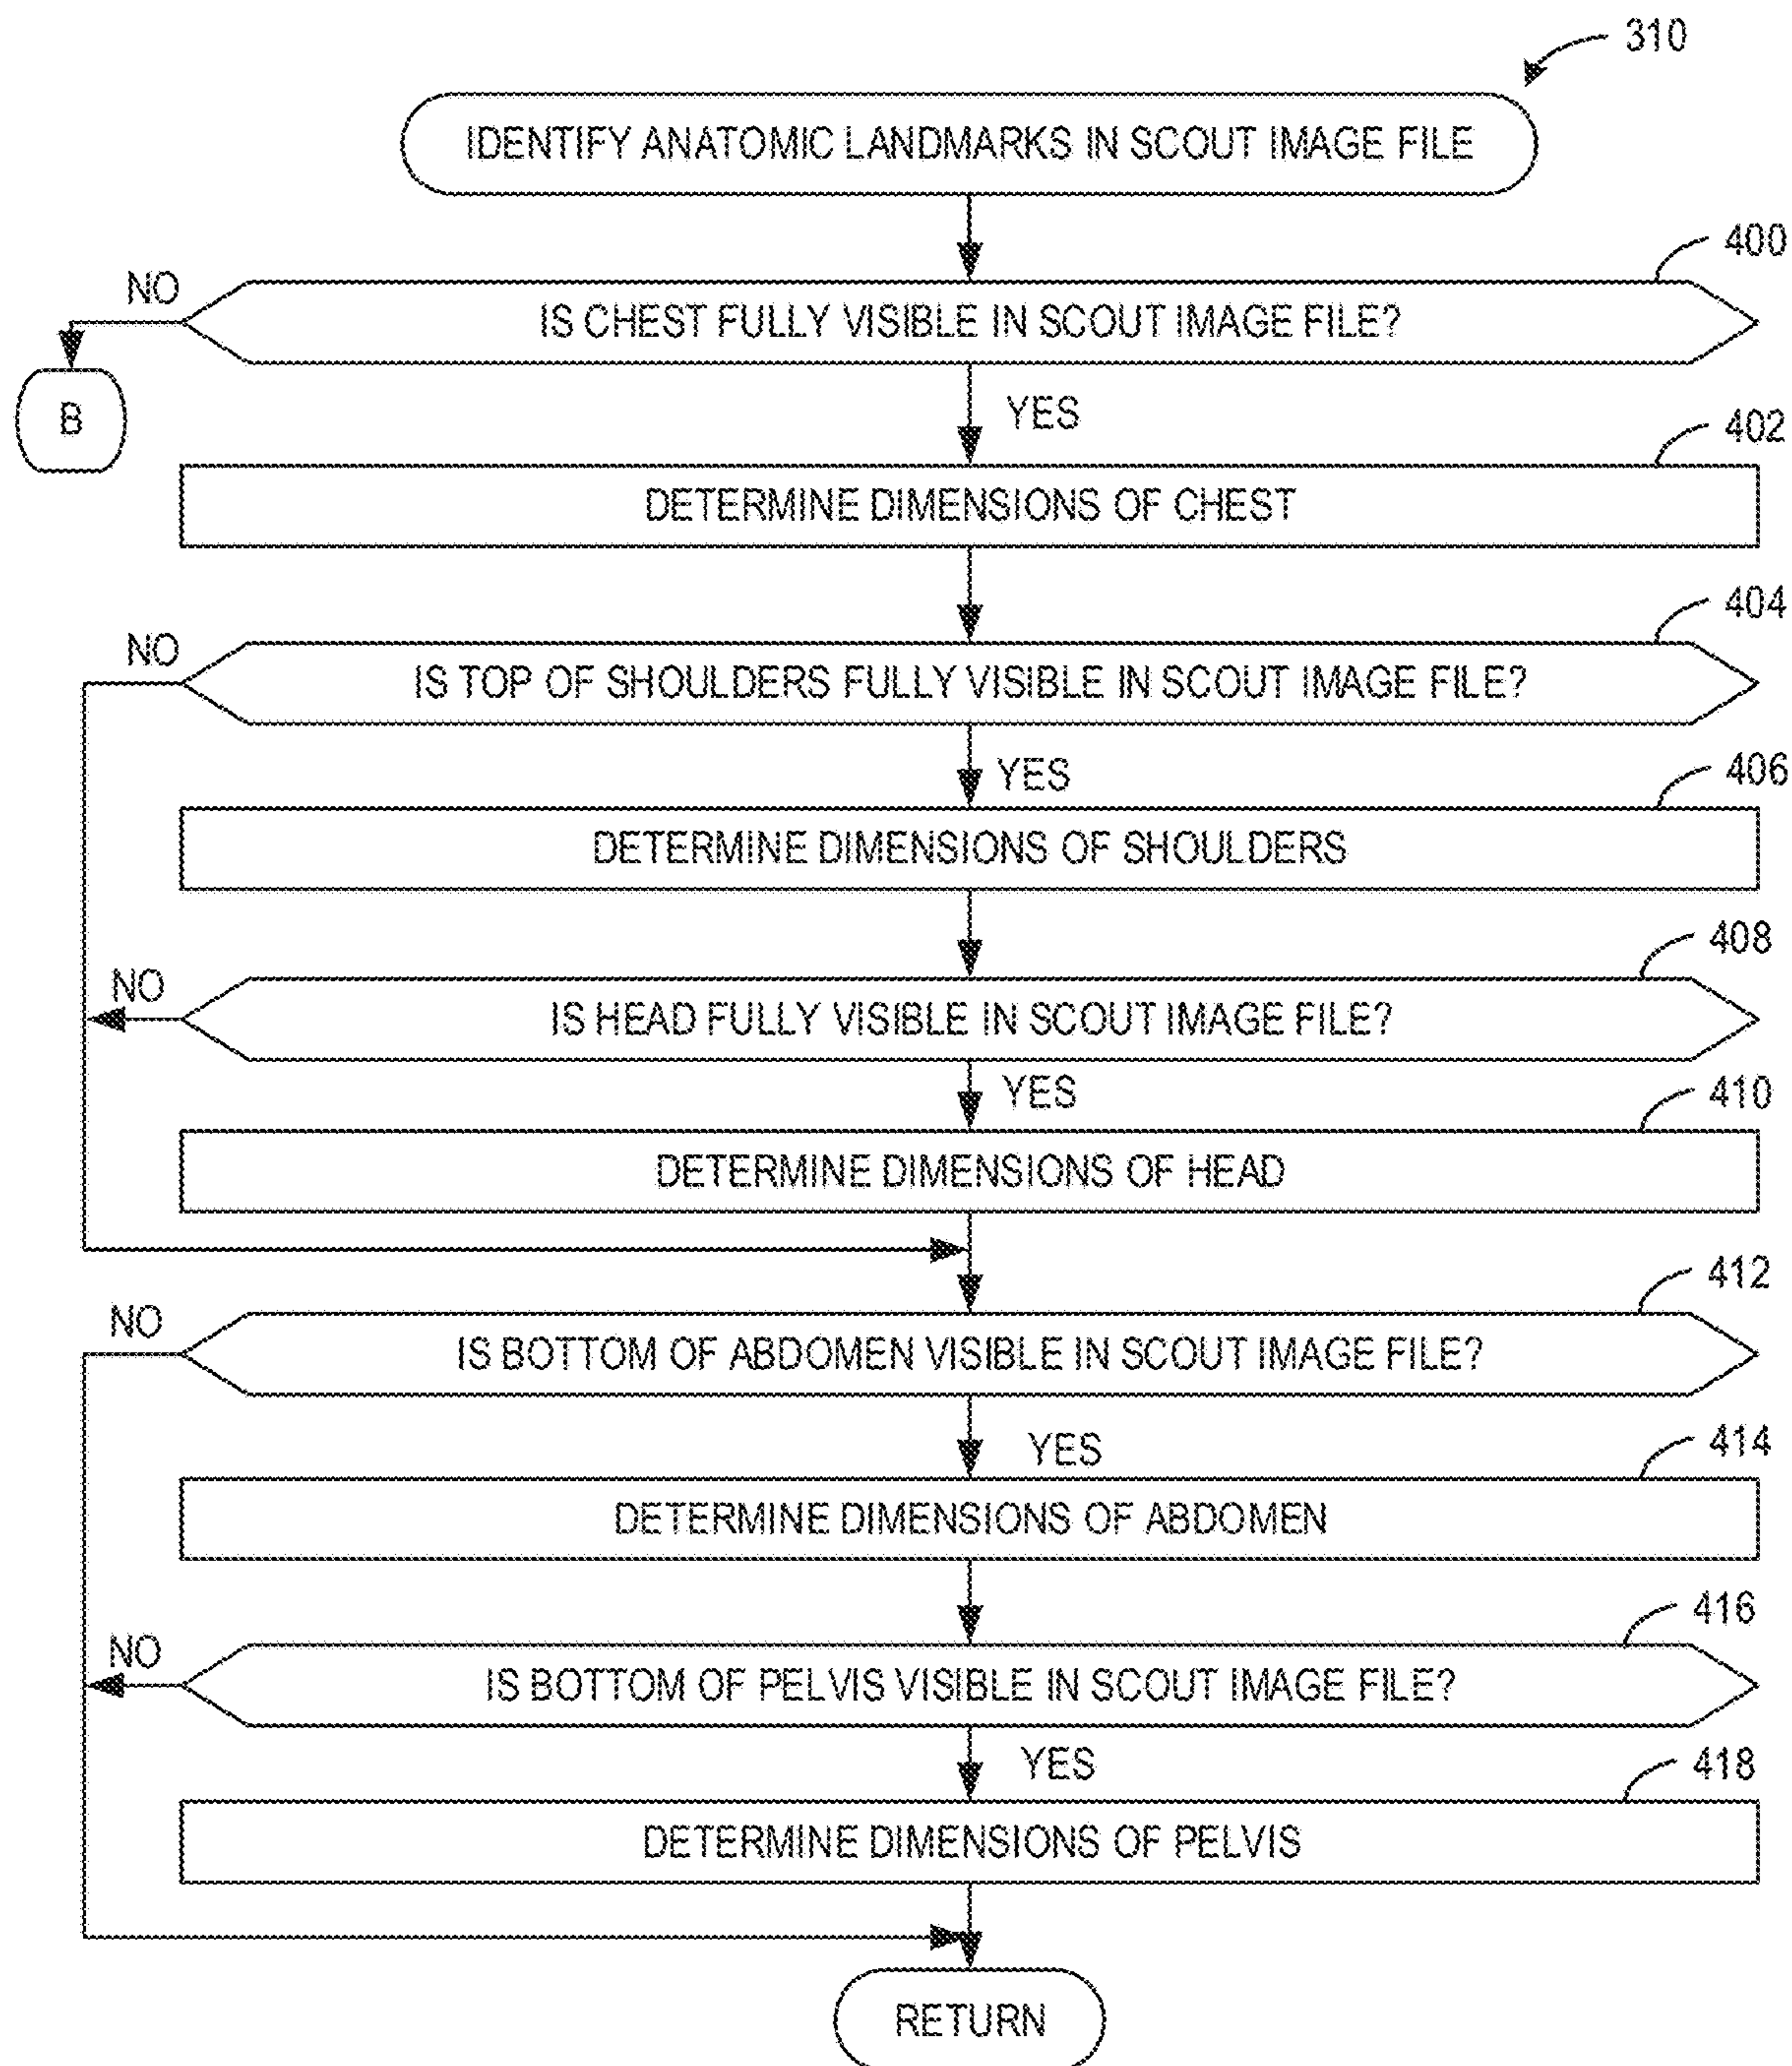 310
IDENTIFY ANATOMIC LANDMARKS IN SCOUT IMAGE FILE
400
NO
IS CHEST FULLY VISIBLE IN SCOUT IMAGE FILE?
B
YES
402
DETERMINE DIMENSIONS OF CHEST
404
NO
IS TOP OF SHOULDERS FULLY VISIBLE IN SCOUT IMAGE FILE?
YES
406
DETERMINE DIMENSIONS OF SHOULDERS
408
NO
IS HEAD FULLY VISIBLE IN SCOUT IMAGE FILE?
YES
410
DETERMINE DIMENSIONS OF HEAD
412
NO
IS BOTTOM OF ABDOMEN VISIBLE IN SCOUT IMAGE FILE?
YES
414
DETERMINE DIMENSIONS OF ABDOMEN
416
NO
IS BOTTOM OF PELVIS VISIBLE IN SCOUT IMAGE FILE?
YES
418
DETERMINE DIMENSIONS OF PELVIS
RETURN